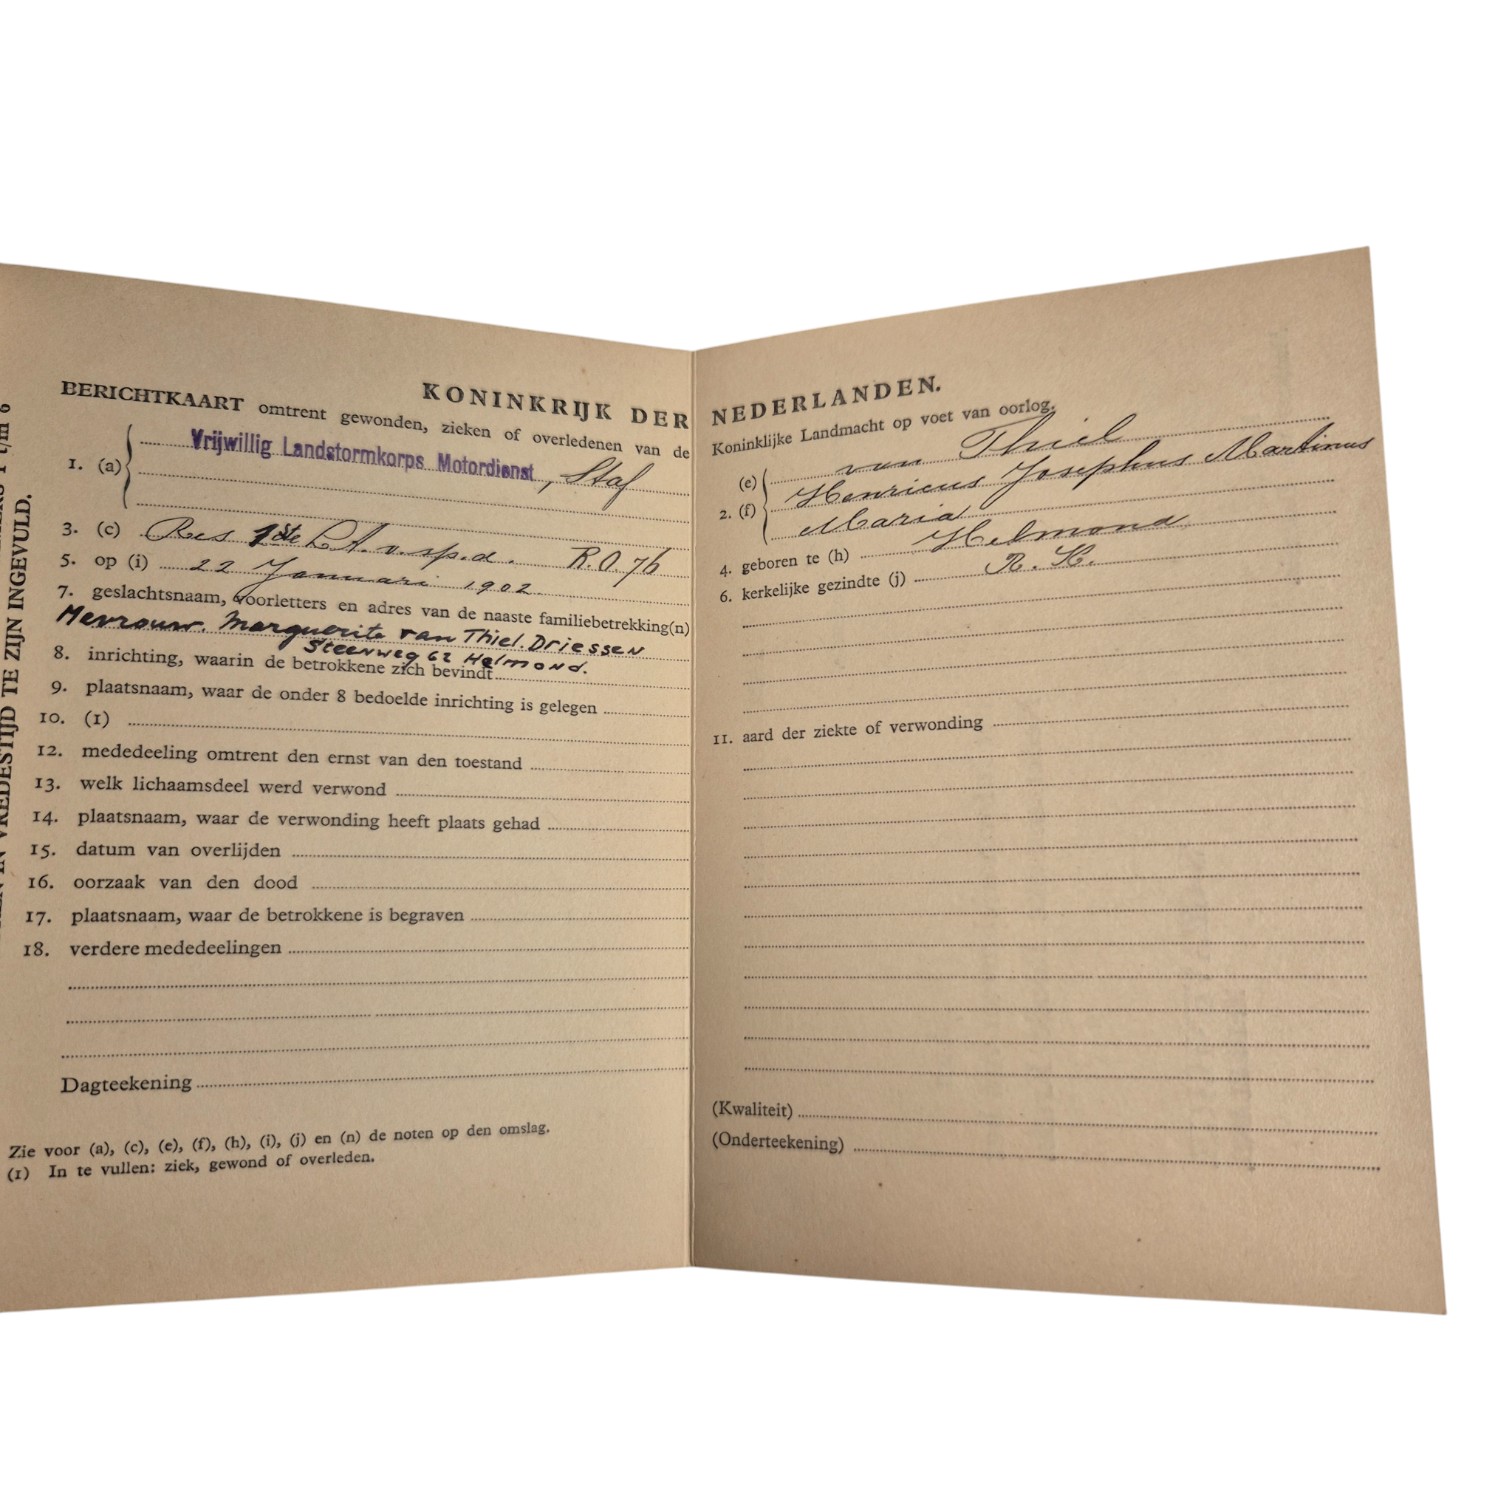 KONINKRIJK DER NEDERLANDEN.
BERICHTKAART omtrent gewonden, zieken of overledenen van de Koninklijke Landmacht op voet van oorlog.
1. (a) Vrijwillig Landstormkorps Motordienst, Staf
2. (e) van Thiel
(f) Henricus Josephus Martinus
Maria
3. (c) Res 1ste Lt. v. sp. d. R.O. 76
4. geboren te (h) Helmond
5. op (i) 22 Januari 1902.
6. kerkelijke gezindte (j) R. K.
7. geslachtsnaam, voorletters en adres van de naaste familiebetrekking(n)
Mevrouw. Marguerite van Thiel. Driessen
Steenweg 62 Helmond.
8. inrichting, waarin de betrokkene zich bevindt
9. plaatsnaam, waar de onder 8 bedoelde inrichting is gelegen
10. (1)
11. aard der ziekte of verwonding
12. mededeeling omtrent den ernst van den toestand
13. welk lichaamsdeel werd verwond
14. plaatsnaam, waar de verwonding heeft plaats gehad
15. datum van overlijden
16. oorzaak van den dood
17. plaatsnaam, waar de betrokkene is begraven
18. verdere mededeelingen
Dagteekening
(Kwaliteit)
(Onderteekening)
Zie voor (a), (c), (e), (f), (h), (i), (j) en (n) de noten op den omslag.
(1) In te vullen: ziek, gewond of overleden.
VREDESTIJD TE ZIJN INGEVULD.